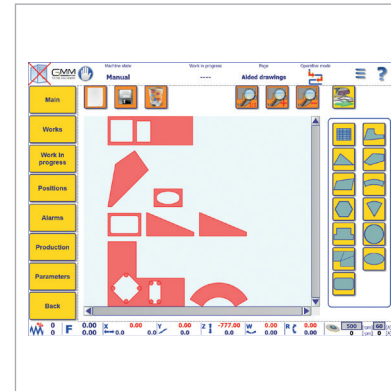 Machine state
Work in progress
Page
Operative mode
GMM
Manual
----
Aided drawings
?
Main
Works
Work in progress
Positions
Alarms
Production
Parameters
Back
% 0 0
F 0.00 0.00
X 0.00 0.0
Y 0.00 0.0
Z -777.00 0.0
W 0.00 0.0
R 0.00 0.0
500 60
0 0